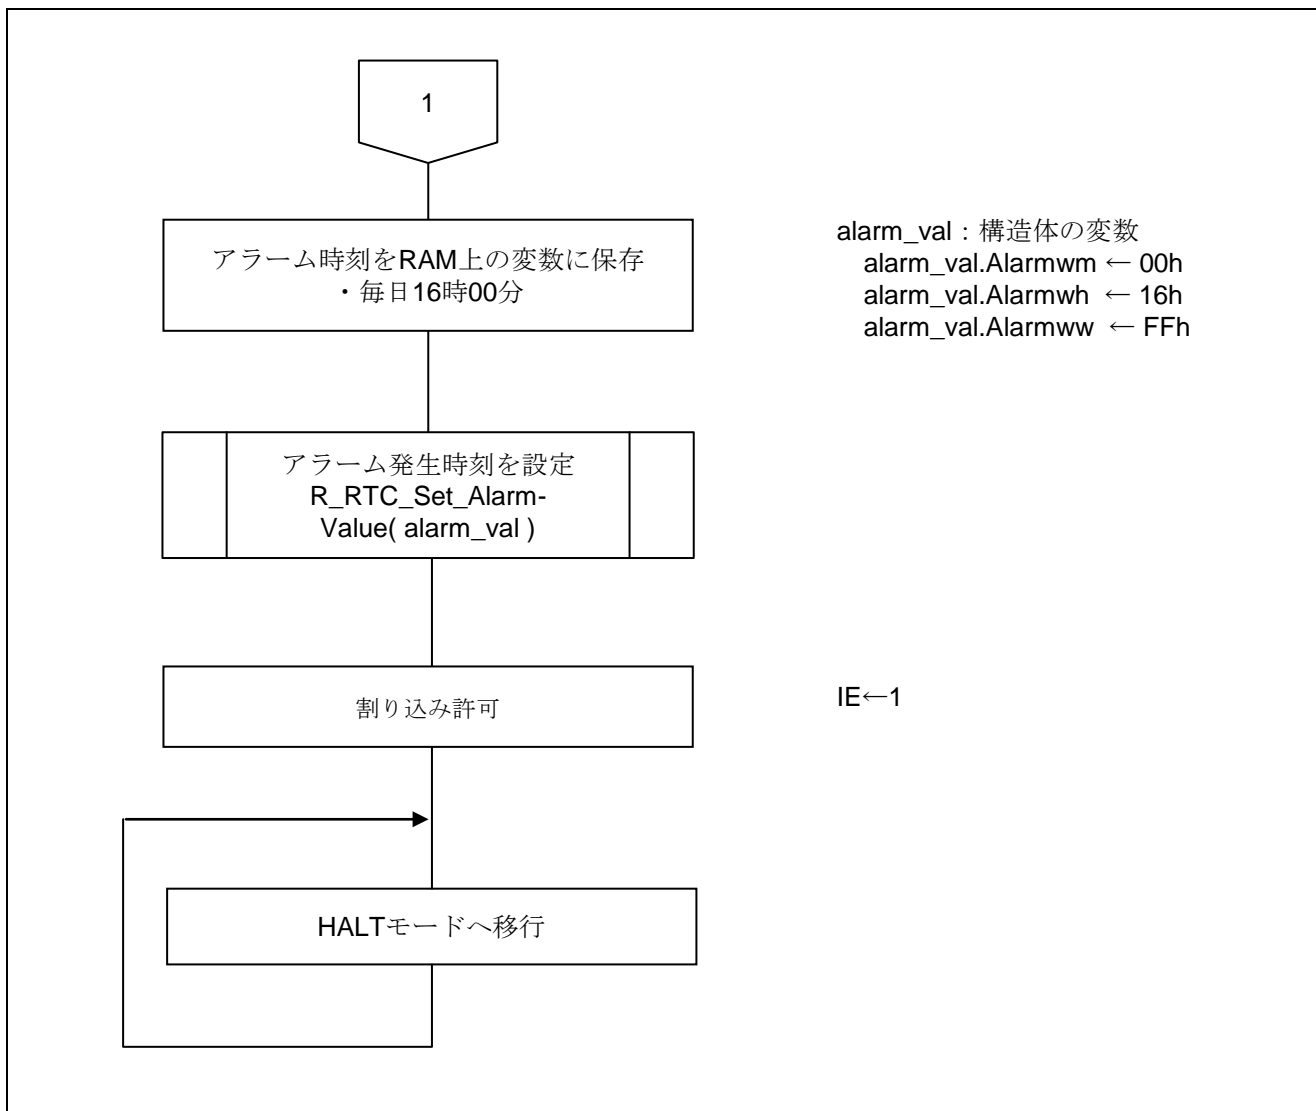 1
アラーム時刻をRAM上の変数に保存
・毎日16時00分
alarm_val：構造体の変数
alarm_val.Alarmwm ← 00h
alarm_val.Alarmwh ← 16h
alarm_val.Alarmww ← FFh
アラーム発生時刻を設定
R_RTC_Set_Alarm-
Value( alarm_val )
割り込み許可
IE←1
HALTモードへ移行